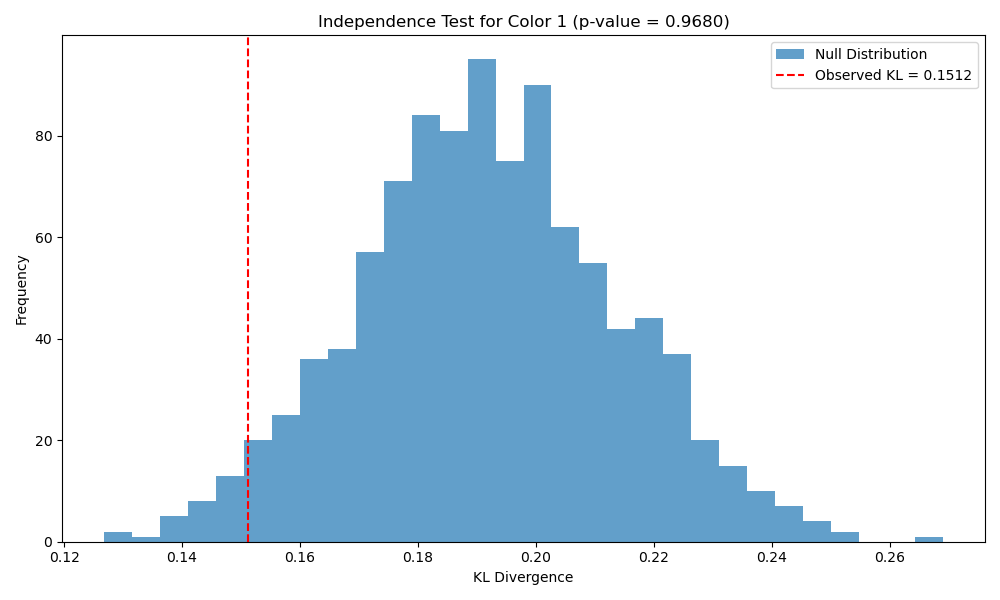 Independence Test for Color 1 (p-value = 0.9680)
Null Distribution
Observed KL = 0.1512
Frequency
80
60
40
20
0
0.12 0.14 0.16 0.18 0.20 0.22 0.24 0.26
KL Divergence